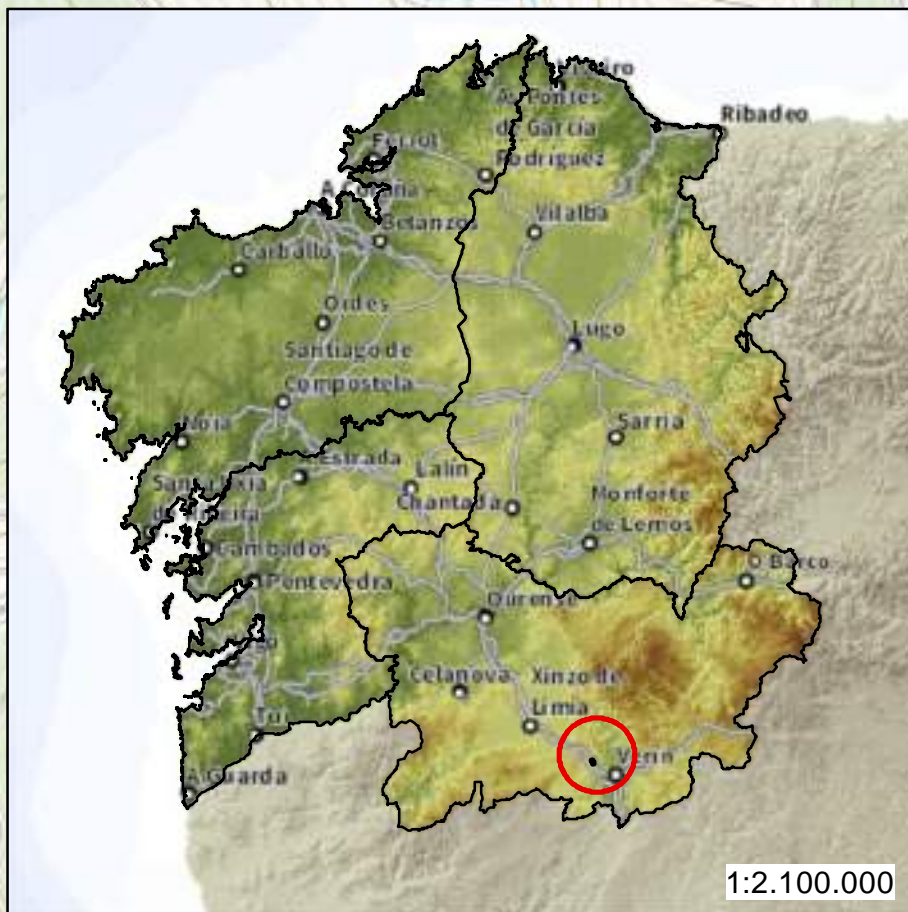 Ribadeo
As Pontes
de García
Rodríguez
Ferrol
A Coruña
Vilalba
Betanzos
Carballo
Ordes
Lugo
Santiago de
Compostela
Sarria
Noia
Estrada
Lalín
Chantada
Monforte
de Lemos
Cambados
O Barco
Pontevedra
Ourense
Celanova
Xinzo de
Limia
Tui
Verín
A Guarda
1:2.100.000